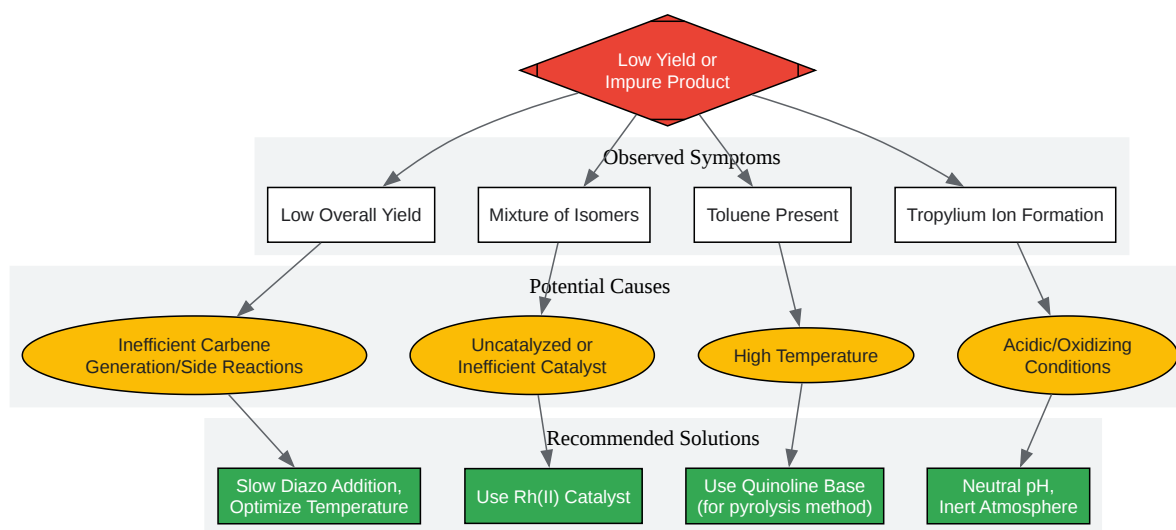 Low Yield or
Impure Product
Observed Symptoms
Low Overall Yield
Mixture of Isomers
Toluene Present
Tropylium Ion Formation
Potential Causes
Inefficient Carbene
Generation/Side Reactions
Uncatalyzed or
Inefficient Catalyst
High Temperature
Acidic/Oxidizing
Conditions
Recommended Solutions
Slow Diazo Addition,
Optimize Temperature
Use Rh(II) Catalyst
Use Quinoline Base
(for pyrolysis method)
Neutral pH,
Inert Atmosphere